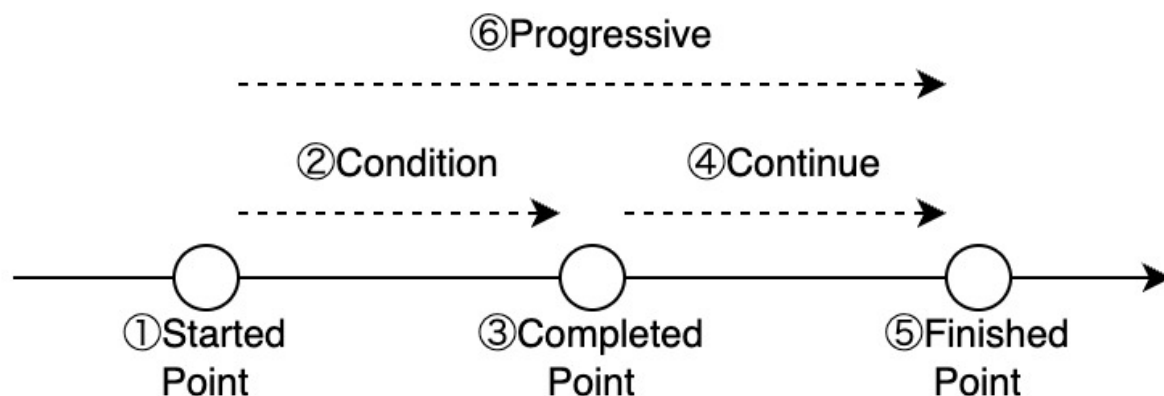 ⑥Progressive
②Condition
④Continue
①Started
Point
③Completed
Point
⑤Finished
Point